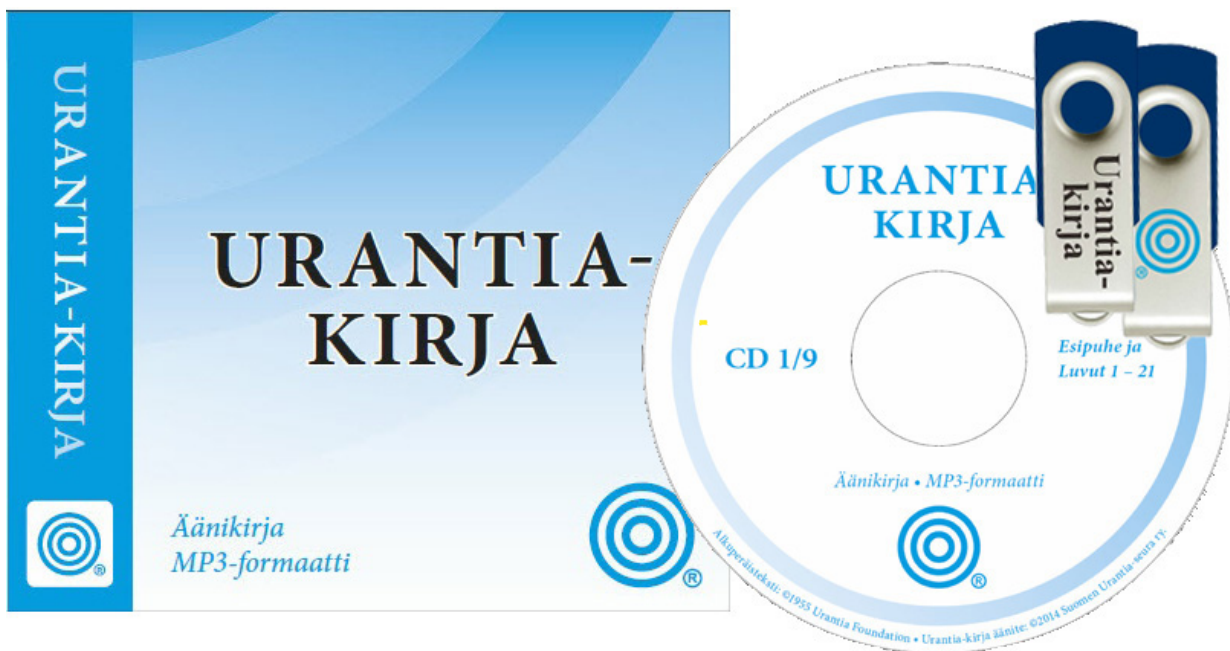 URANTIA-KIRJA
®
URANTIA-
KIRJA
Äänikirja
MP3-formaatti
®
URANTIA
KIRJA
CD 1/9
Esipuhe ja
Luvut 1 – 21
Äänikirja • MP3-formaatti
®
Alkuperäisteksti: ©1955 Urantia Foundation • Urantia-kirja äänite: ©2014 Suomen Urantia-seura ry.
Urantia-
kirja
®